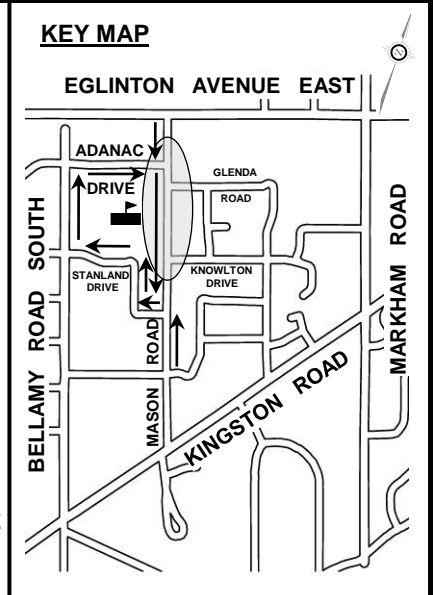 KEY MAP
N
EGLINTON AVENUE EAST
ADANAC
DRIVE
GLENDA
ROAD
BELLAMY ROAD SOUTH
STANLAND
DRIVE
KNOWLTON
DRIVE
MASON ROAD
KINGSTON ROAD
MARKHAM ROAD